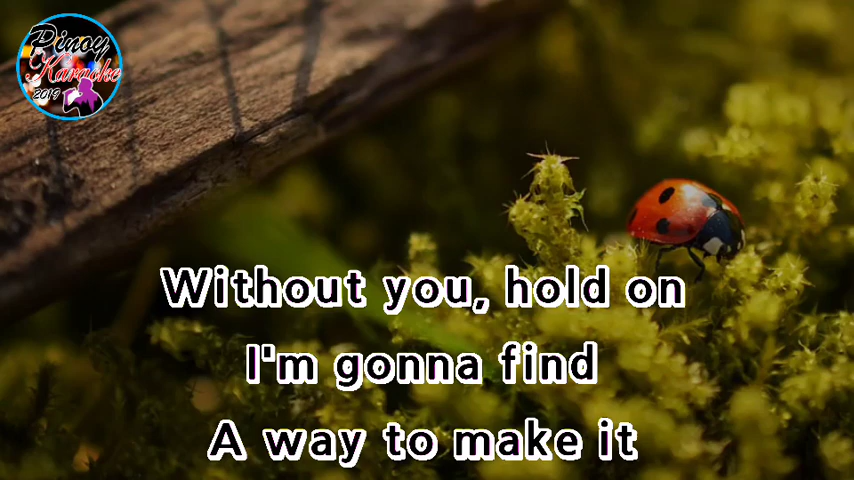 Pinoy
Karaoke
2019
Without you, hold on
I'm gonna find
A way to make it